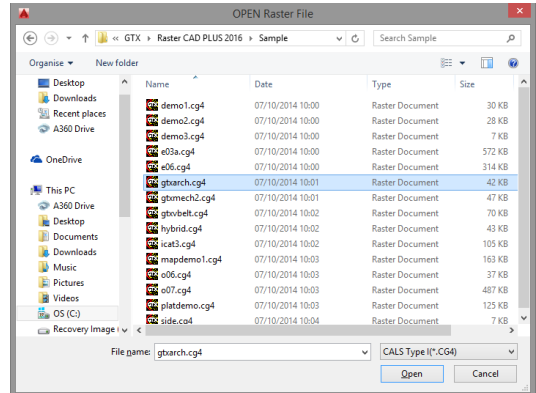 OPEN Raster File
« GTX › Raster CAD PLUS 2016 › Sample
Search Sample
Organise New folder
Name Date Type Size
Desktop
Downloads
Recent places
A360 Drive
OneDrive
This PC
A360 Drive
Desktop
Documents
Downloads
Music
Pictures
Videos
OS (C:)
Recovery Image
demo1.cg4 07/10/2014 10:00 Raster Document 30 KB
demo2.cg4 07/10/2014 10:00 Raster Document 28 KB
demo3.cg4 07/10/2014 10:00 Raster Document 7 KB
e03a.cg4 07/10/2014 10:00 Raster Document 572 KB
e06.cg4 07/10/2014 10:00 Raster Document 314 KB
gtxarch.cg4 07/10/2014 10:01 Raster Document 42 KB
gtxmech2.cg4 07/10/2014 10:01 Raster Document 47 KB
gtxvbelt.cg4 07/10/2014 10:02 Raster Document 70 KB
hybrid.cg4 07/10/2014 10:02 Raster Document 43 KB
icat3.cg4 07/10/2014 10:02 Raster Document 105 KB
mapdemo1.cg4 07/10/2014 10:03 Raster Document 163 KB
o06.cg4 07/10/2014 10:03 Raster Document 37 KB
o07.cg4 07/10/2014 10:03 Raster Document 487 KB
platdemo.cg4 07/10/2014 10:03 Raster Document 125 KB
side.cg4 07/10/2014 10:04 Raster Document 7 KB
File name: gtxarch.cg4 CALS Type I(*.CG4)
Open Cancel